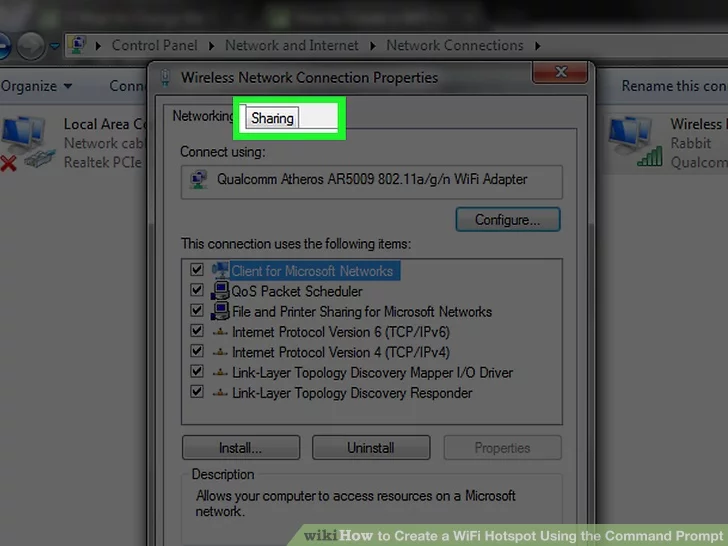 Control Panel Network and Internet Network Connections
Organize Conn Rename this con
Wireless Network Connection Properties
Networking Sharing
Local Area Co
Network cabl
Realtek PCIe
Wireless
Rabbit
Qualcomm
Connect using:
Qualcomm Atheros AR5009 802.11a/g/n WiFi Adapter
Configure...
This connection uses the following items:
Client for Microsoft Networks
QoS Packet Scheduler
File and Printer Sharing for Microsoft Networks
Internet Protocol Version 6 (TCP/IPv6)
Internet Protocol Version 4 (TCP/IPv4)
Link-Layer Topology Discovery Mapper I/O Driver
Link-Layer Topology Discovery Responder
Install... Uninstall Properties
Description
Allows your computer to access resources on a Microsoft
network.
wikiHow to Create a WiFi Hotspot Using the Command Prompt